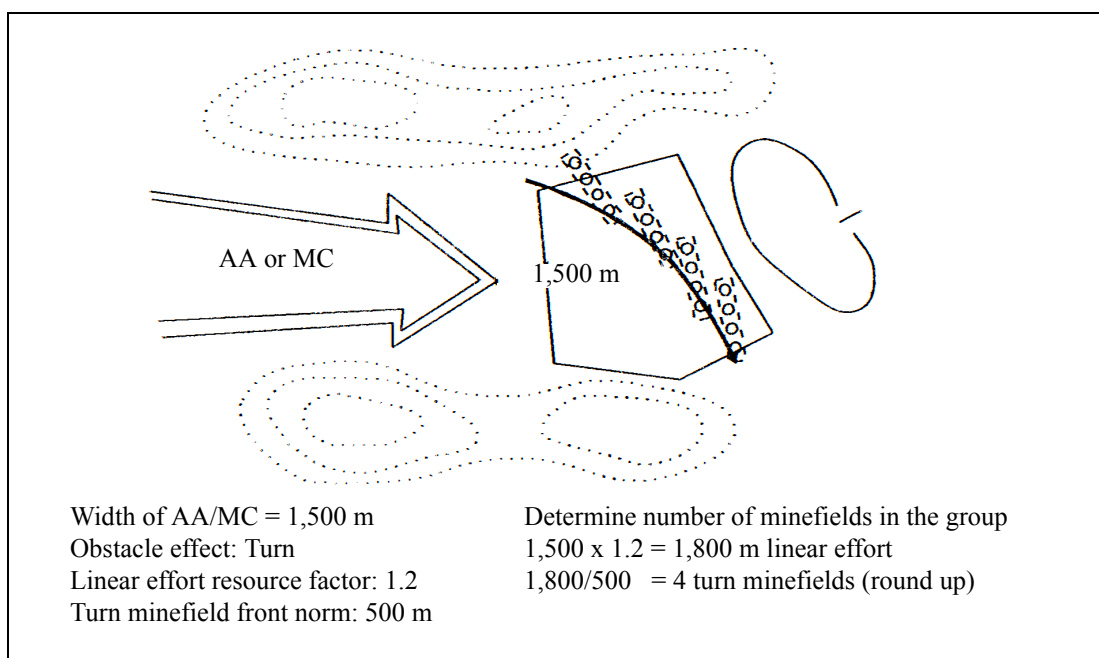 AA or MC
1,500 m
Width of AA/MC = 1,500 m
Obstacle effect: Turn
Linear effort resource factor: 1.2
Turn minefield front norm: 500 m
Determine number of minefields in the group
1,500 x 1.2 = 1,800 m linear effort
1,800/500 = 4 turn minefields (round up)